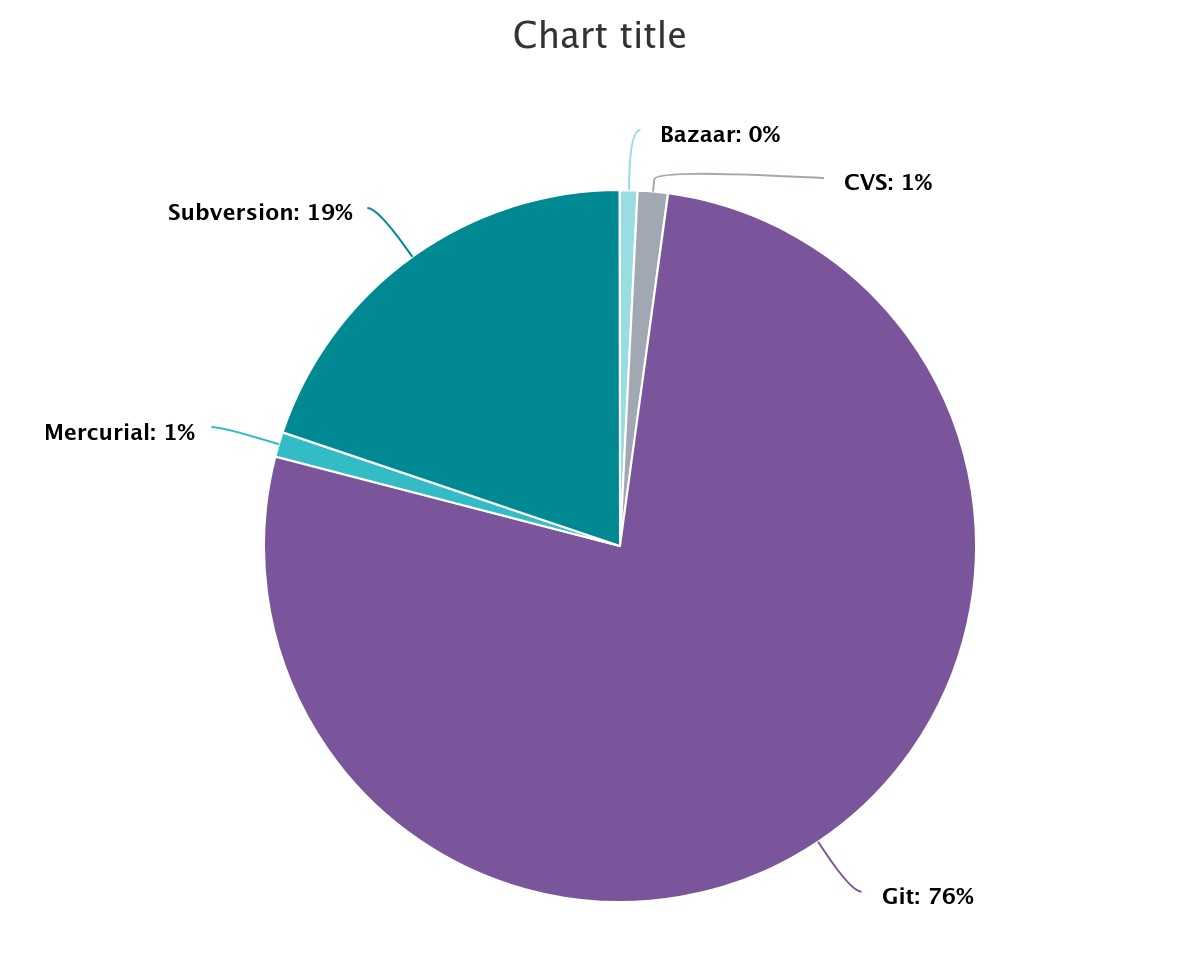 Chart title
Bazaar: 0%
CVS: 1%
Subversion: 19%
Mercurial: 1%
Git: 76%